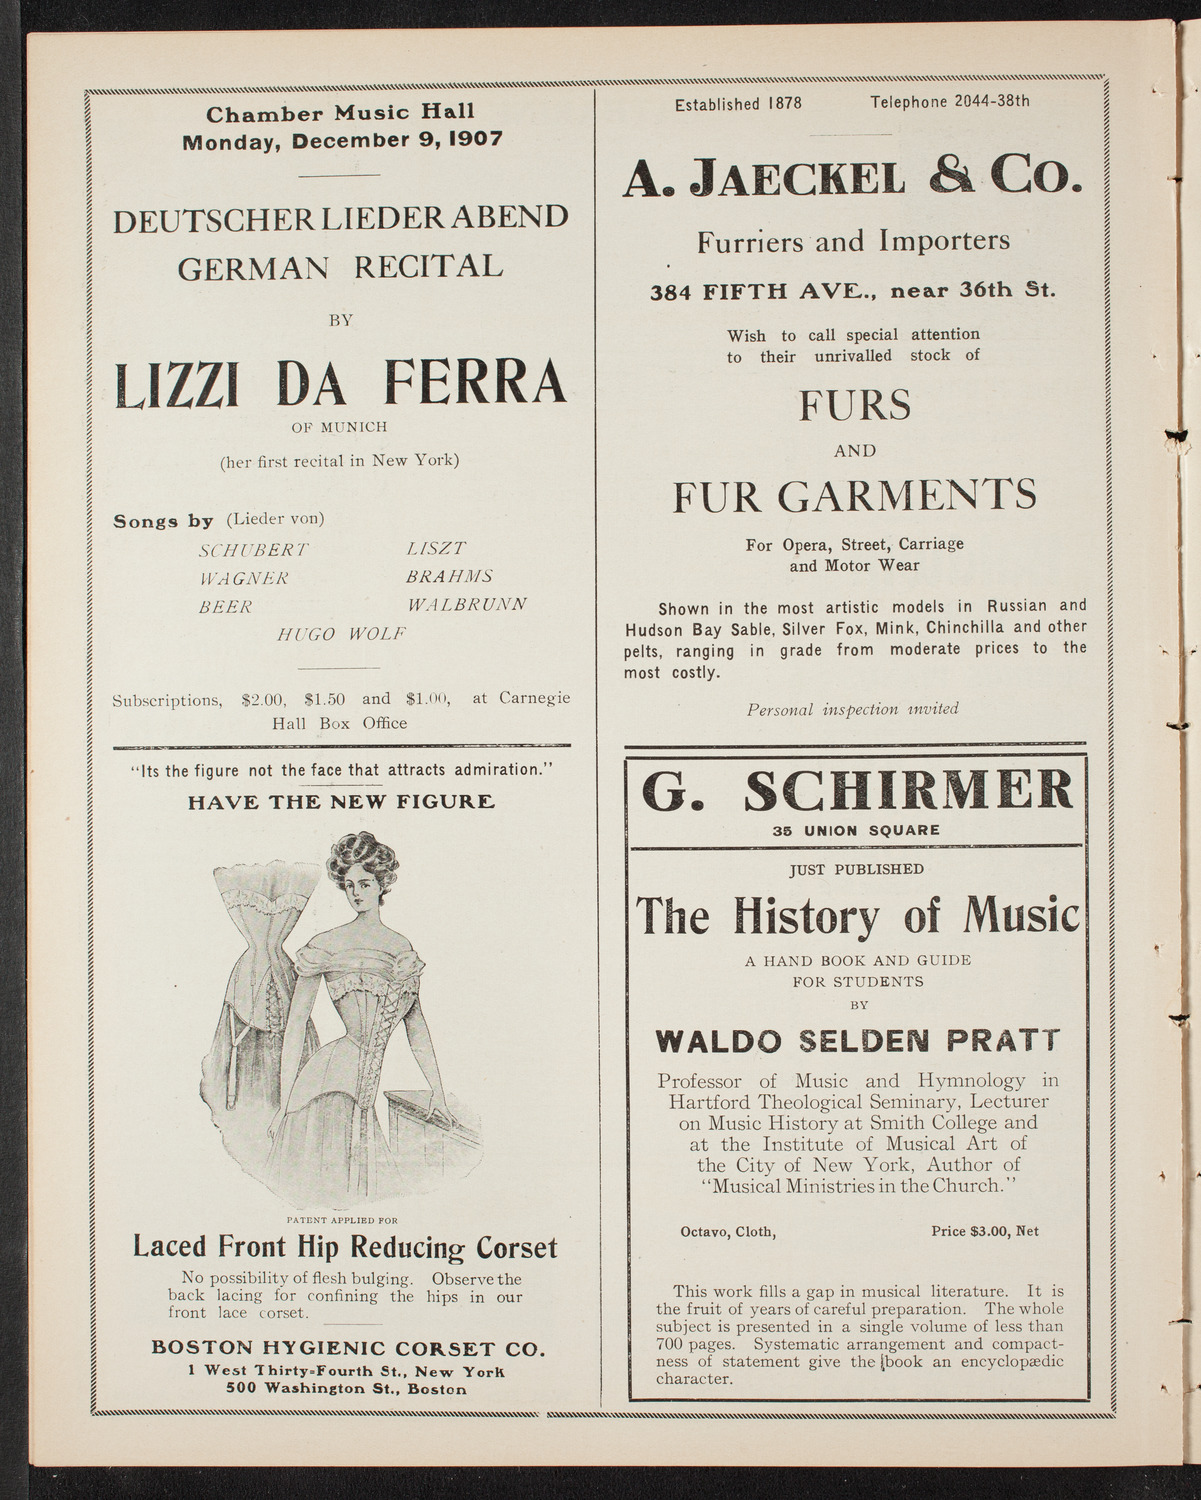 Chamber Music Hall
Monday, December 9, 1907
DEUTSCHER LIEDER ABEND
GERMAN RECITAL
BY
LIZZI DA FERRA
OF MUNICH
(her first recital in New York)
Songs by (Lieder von)
SCHUBERT LISZT
WAGNER BRAHMS
BEER WALBRUNN
HUGO WOLF
Subscriptions, $2.00, $1.50 and $1.00, at Carnegie
Hall Box Office
"Its the figure not the face that attracts admiration."
HAVE THE NEW FIGURE
PATENT APPLIED FOR
Laced Front Hip Reducing Corset
No possibility of flesh bulging. Observe the
back lacing for confining the hips in our
front lace corset.
BOSTON HYGIENIC CORSET CO.
1 West Thirty-Fourth St., New York
500 Washington St., Boston
Established 1878 Telephone 2044-38th
A. JAECKEL & CO.
Furriers and Importers
384 FIFTH AVE., near 36th St.
Wish to call special attention
to their unrivalled stock of
FURS
AND
FUR GARMENTS
For Opera, Street, Carriage
and Motor Wear
Shown in the most artistic models in Russian and
Hudson Bay Sable, Silver Fox, Mink, Chinchilla and other
pelts, ranging in grade from moderate prices to the
most costly.
Personal inspection invited
G. SCHIRMER
35 UNION SQUARE
JUST PUBLISHED
The History of Music
A HAND BOOK AND GUIDE
FOR STUDENTS
BY
WALDO SELDEN PRATT
Professor of Music and Hymnology in
Hartford Theological Seminary, Lecturer
on Music History at Smith College and
at the Institute of Musical Art of
the City of New York, Author of
"Musical Ministries in the Church."
Octavo, Cloth, Price $3.00, Net
This work fills a gap in musical literature. It is
the fruit of years of careful preparation. The whole
subject is presented in a single volume of less than
700 pages. Systematic arrangement and compact-
ness of statement give the book an encyclopædic
character.